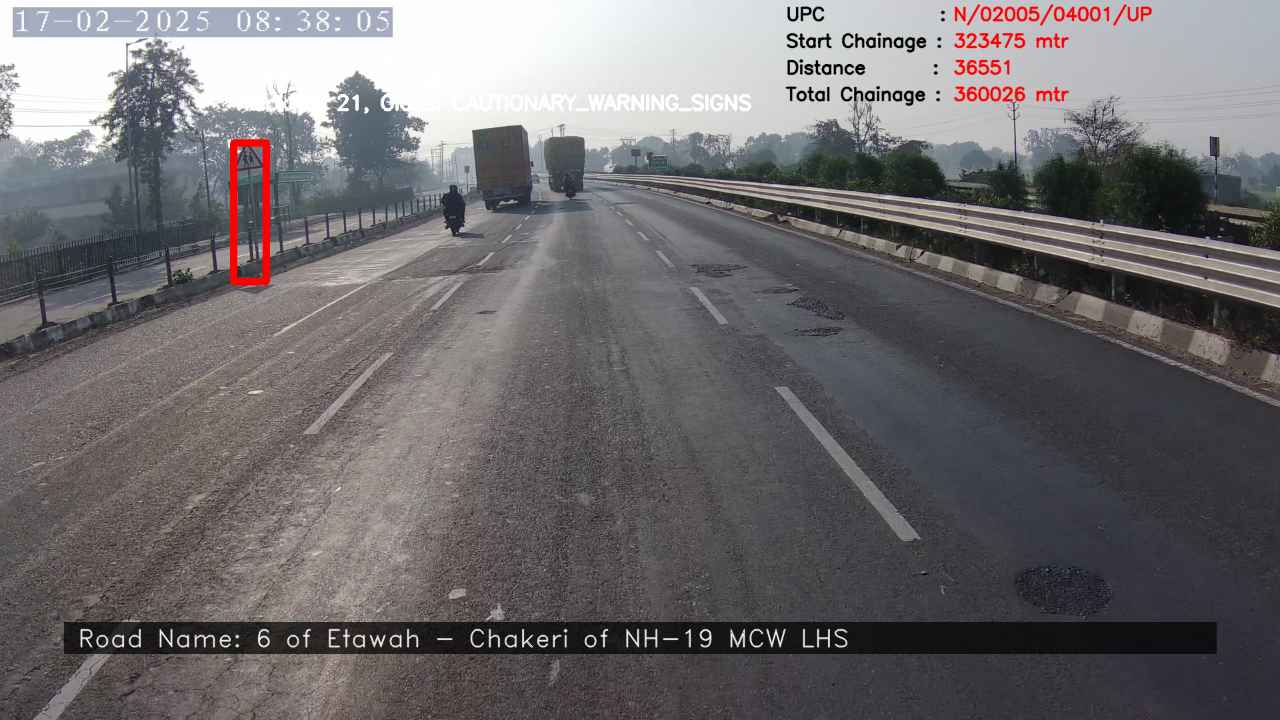 17-02-2025 08:38:05
UPC : N/02005/04001/UP
Start Chainage : 323475 mtr
Distance : 36551
Total Chainage : 360026 mtr
21, CAUTIONARY_WARNING_SIGNS
Road Name: 6 of Etawah - Chakeri of NH-19 MCW LHS